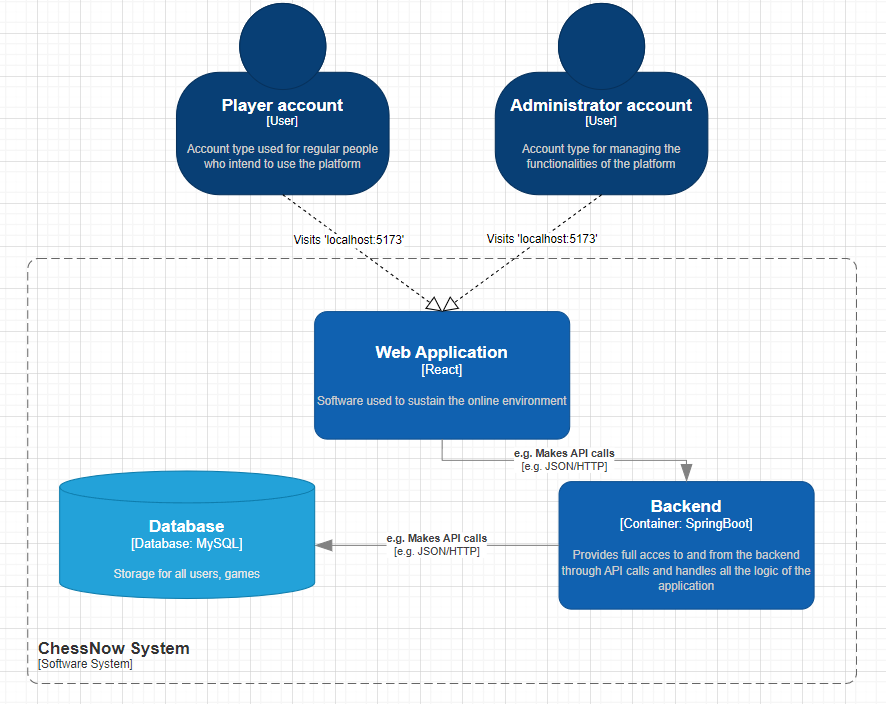 Player account
[User]
Account type used for regular people
who intend to use the platform
Administrator account
[User]
Account type for managing the
functionalities of the platform
Visits 'localhost:5173'
Visits 'localhost:5173'
Web Application
[React]
Software used to sustain the online environment
e.g. Makes API calls
[e.g. JSON/HTTP]
Backend
[Container: SpringBoot]
Provides full acces to and from the backend
through API calls and handles all the logic of the
application
e.g. Makes API calls
[e.g. JSON/HTTP]
Database
[Database: MySQL]
Storage for all users, games
ChessNow System
[Software System]